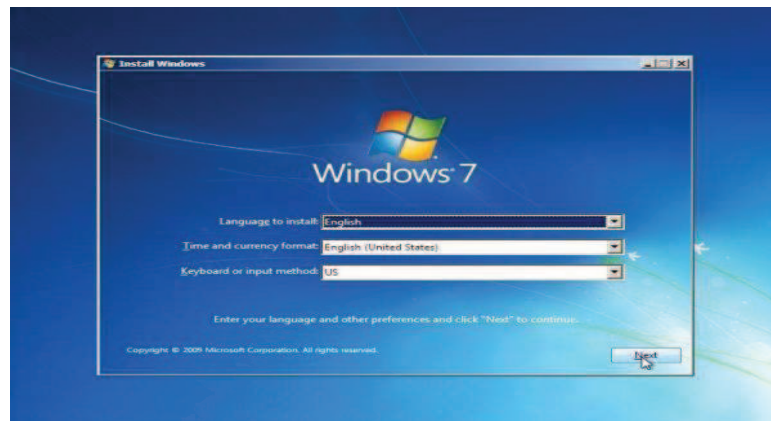 Install Windows
Windows 7
Language to install: English
Time and currency format: English (United States)
Keyboard or input method: US
Enter your language and other preferences and click "Next" to continue.
Copyright © 2009 Microsoft Corporation. All rights reserved.
Next